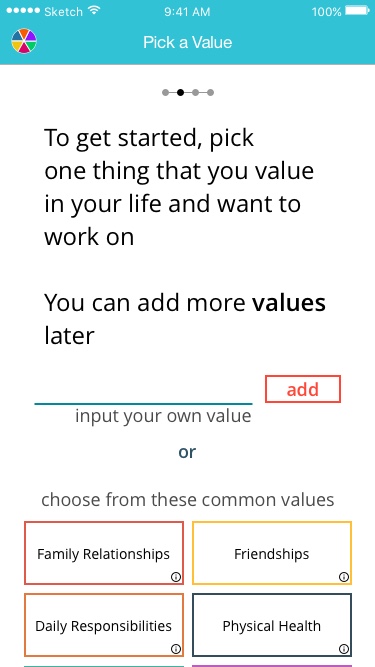 Sketch 9:41 AM 100%
Pick a Value
To get started, pick
one thing that you value
in your life and want to
work on
You can add more values
later
add
input your own value
or
choose from these common values
Family Relationships Friendships
Daily Responsibilities Physical Health